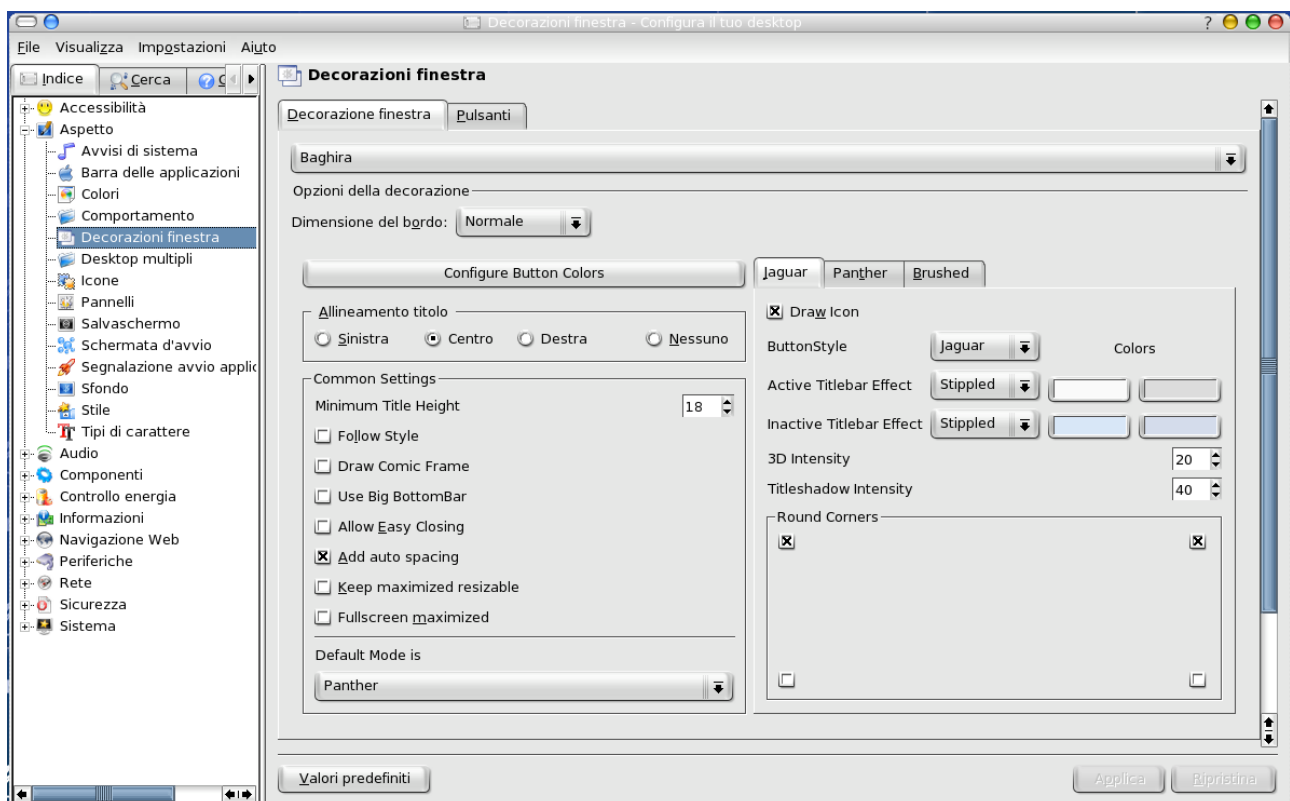 Decorazioni finestra - Configura il tuo desktop ?
File Visualizza Impostazioni Aiuto
Indice Cerca
Accessibilità
Aspetto
Avvisi di sistema
Barra delle applicazioni
Colori
Comportamento
Decorazioni finestra
Desktop multipli
Icone
Pannelli
Salvaschermo
Schermata d'avvio
Segnalazione avvio applic
Sfondo
Stile
Tipi di carattere
Audio
Componenti
Controllo energia
Informazioni
Navigazione Web
Periferiche
Rete
Sicurezza
Sistema
Decorazioni finestra
Decorazione finestra Pulsanti
Baghira
Opzioni della decorazione
Dimensione del bordo: Normale
Configure Button Colors
Allineamento titolo
Sinistra Centro Destra Nessuno
Common Settings
Minimum Title Height 18
Follow Style
Draw Comic Frame
Use Big BottomBar
Allow Easy Closing
Add auto spacing
Keep maximized resizable
Fullscreen maximized
Default Mode is
Panther
Jaguar Panther Brushed
Draw Icon
ButtonStyle Jaguar Colors
Active Titlebar Effect Stippled
Inactive Titlebar Effect Stippled
3D Intensity 20
Titleshadow Intensity 40
Round Corners
Valori predefiniti Applica Ripristina